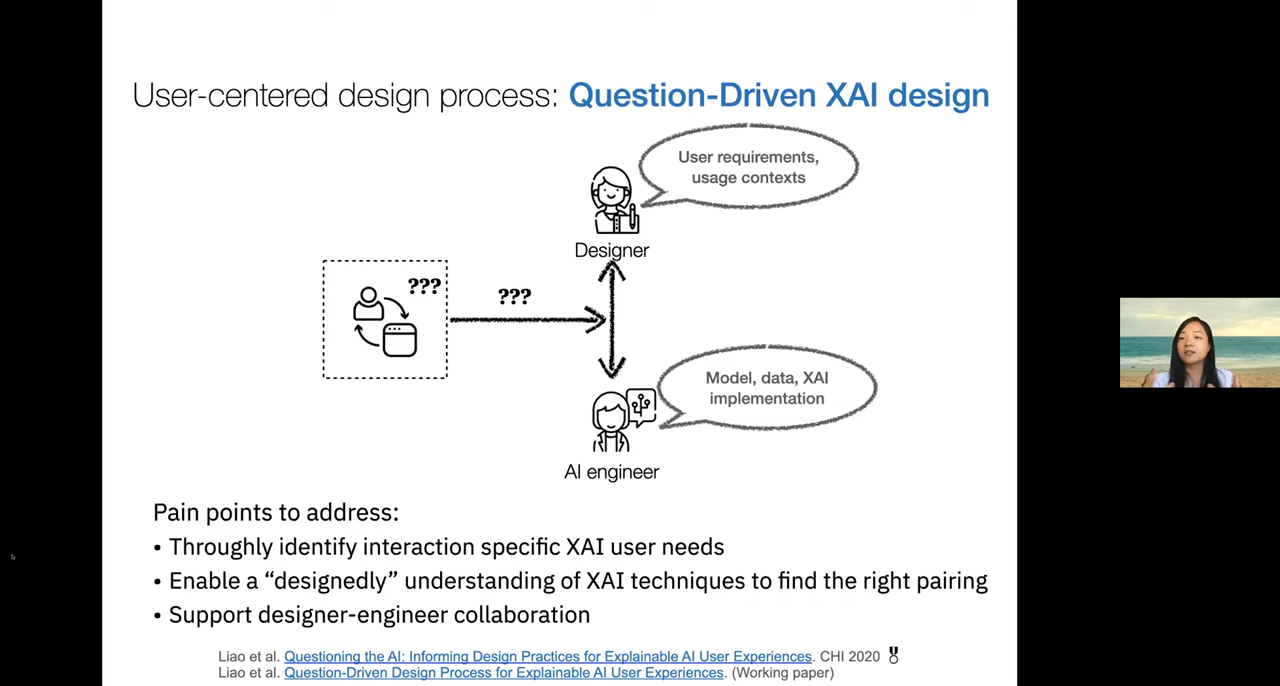 User-centered design process: Question-Driven XAI design
User requirements,
usage contexts
Designer
???
???
Model, data, XAI
implementation
AI engineer
Pain points to address:
• Throughly identify interaction specific XAI user needs
• Enable a “designedly” understanding of XAI techniques to find the right pairing
• Support designer-engineer collaboration
Liao et al. Questioning the AI: Informing Design Practices for Explainable AI User Experiences. CHI 2020
Liao et al. Question-Driven Design Process for Explainable AI User Experiences. (Working paper)